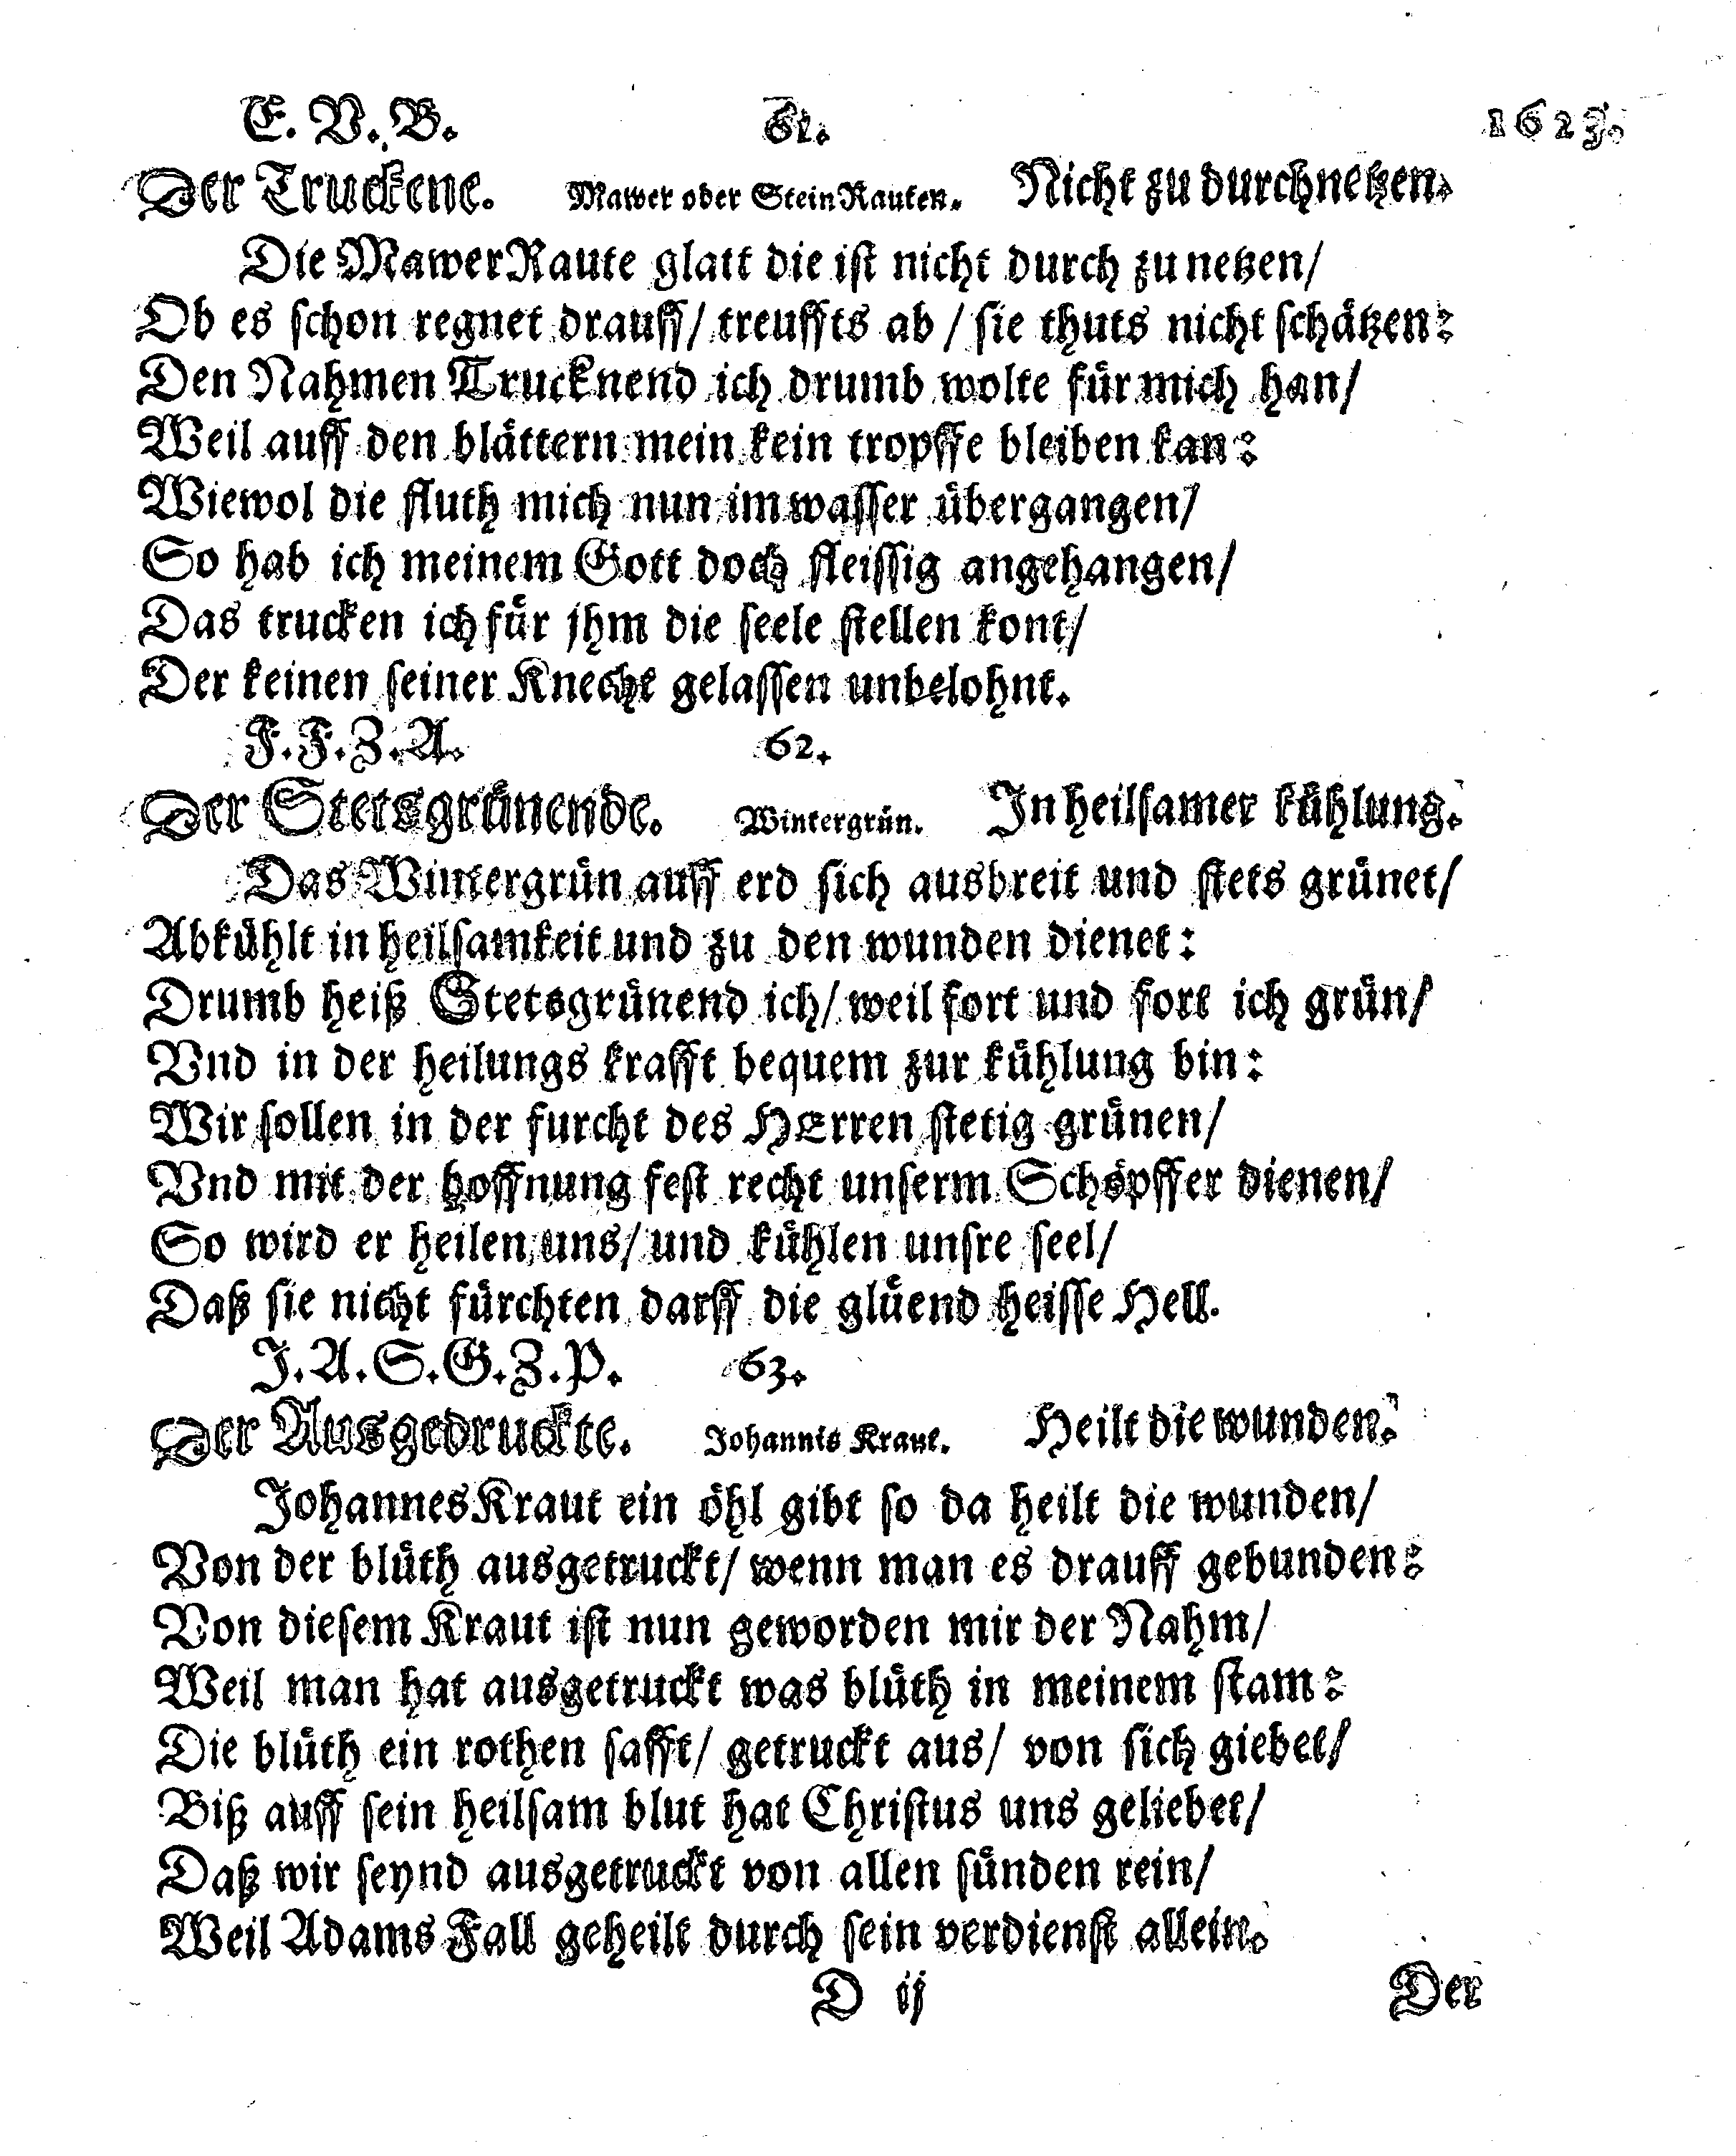 E. V. B. 61. 1623.
Der Truckene. Mawer oder SteinRauten. Nicht zu durchnetzen.
Die MawerRaute glatt die ist nicht durch zu netzen/
Ob es schon regnet drauff/ treuffts ab / sie thuts nicht schätzen:
Den Nahmen Trucknend ich drumb wolte für mich han/
Weil auff den blättern mein kein tropffe bleiben kan:
Wiewol die fluth mich nun im wasser übergangen/
So hab ich meinem Gott doch fleissig angehangen/
Das trucken ich für jhm die seele stellen kont/
Der keinen seiner Knecht gelassen unbelohnt.
F. F. Z. A. 62.
Der Stetsgrünende. Wintergrün. In heilsamer kühlung.
Das Wintergrün auff erd sich ausbreit und stets grünet/
Abkühlt in heilsamkeit und zu den wunden dienet:
Drumb heiß Stetsgrünend ich/ weil fort und fort ich grün/
Vnd in der heilungs krafft bequem zur kühlung bin:
Wir sollen in der furcht des HErren stetig grünen/
Vnd mit der hoffnung fest recht unserm Schöpffer dienen/
So wird er heilen uns/ und kühlen unsre seel/
Daß sie nicht fürchten darff die glüend heisse Hell.
J. A. S. G. Z. P. 63.
Der Ausgedruckte. Johannis Kraut. Heilt die wunden.
JohannesKraut ein öhl gibt so da heilt die wunden/
Von der blüth ausgetruckt/ wenn man es drauff gebunden:
Von diesem Kraut ist nun geworden mir der Nahm/
Weil man hat ausgetruckt was blüth in meinem stam:
Die blüth ein rothen safft/ getruckt aus/ von sich giebet/
Biß auff sein heilsam blut hat Christus uns geliebet/
Daß wir seynd ausgetruckt von allen sünden rein/
Weil Adams Fall geheilt durch sein verdienst allein.
D ij Der